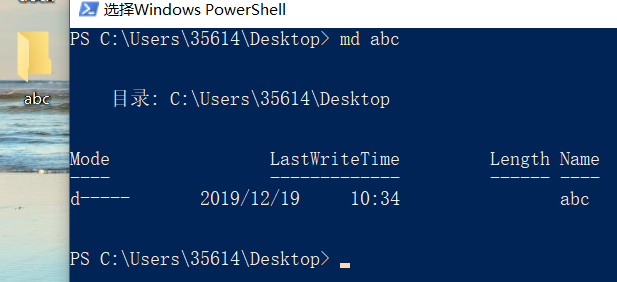 选择Windows PowerShell
PS C:\Users\35614\Desktop> md abc
目录: C:\Users\35614\Desktop
Mode                LastWriteTime         Length Name
----                -------------         ------ ----
d-----       2019/12/19     10:34                abc
PS C:\Users\35614\Desktop>
abc